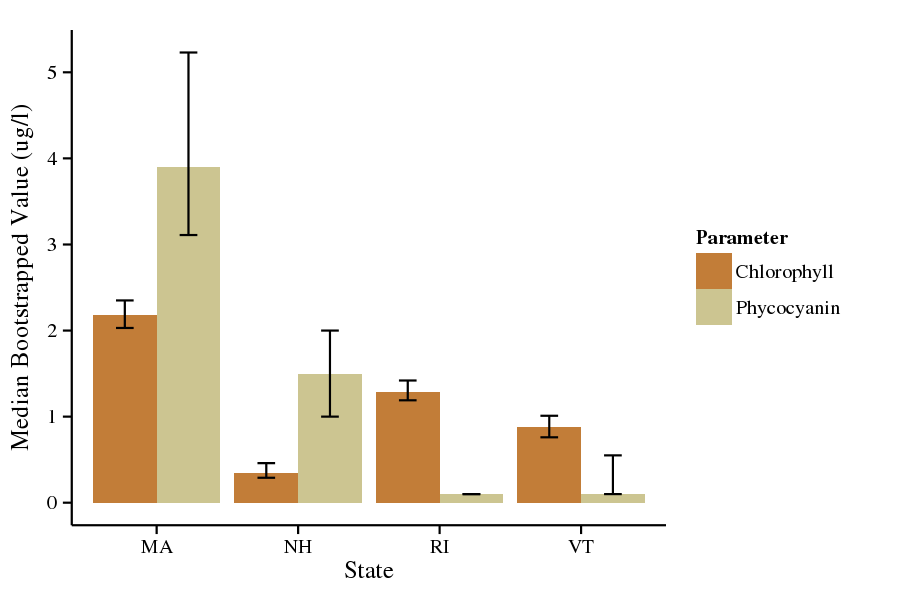 Median Bootstrapped Value (ug/l)
5
4
3
2
1
0
MA NH RI VT
State
Parameter
Chlorophyll
Phycocyanin